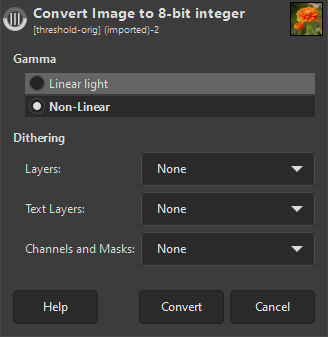 Convert Image to 8-bit integer
[threshold-orig] (imported)-2
Gamma
Linear light
Non-Linear
Dithering
Layers: None
Text Layers: None
Channels and Masks: None
Help Convert Cancel